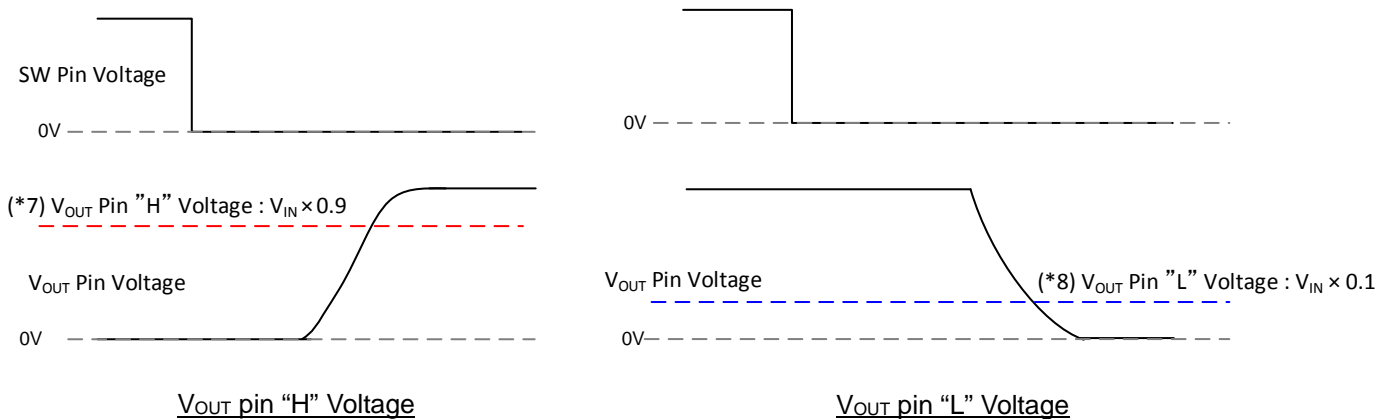 SW Pin Voltage
0V
(*7) VOUT Pin ”H” Voltage : VIN × 0.9
VOUT Pin Voltage
0V
VOUT pin “H” Voltage
0V
VOUT Pin Voltage
(*8) VOUT Pin ”L” Voltage : VIN × 0.1
0V
VOUT pin “L” Voltage